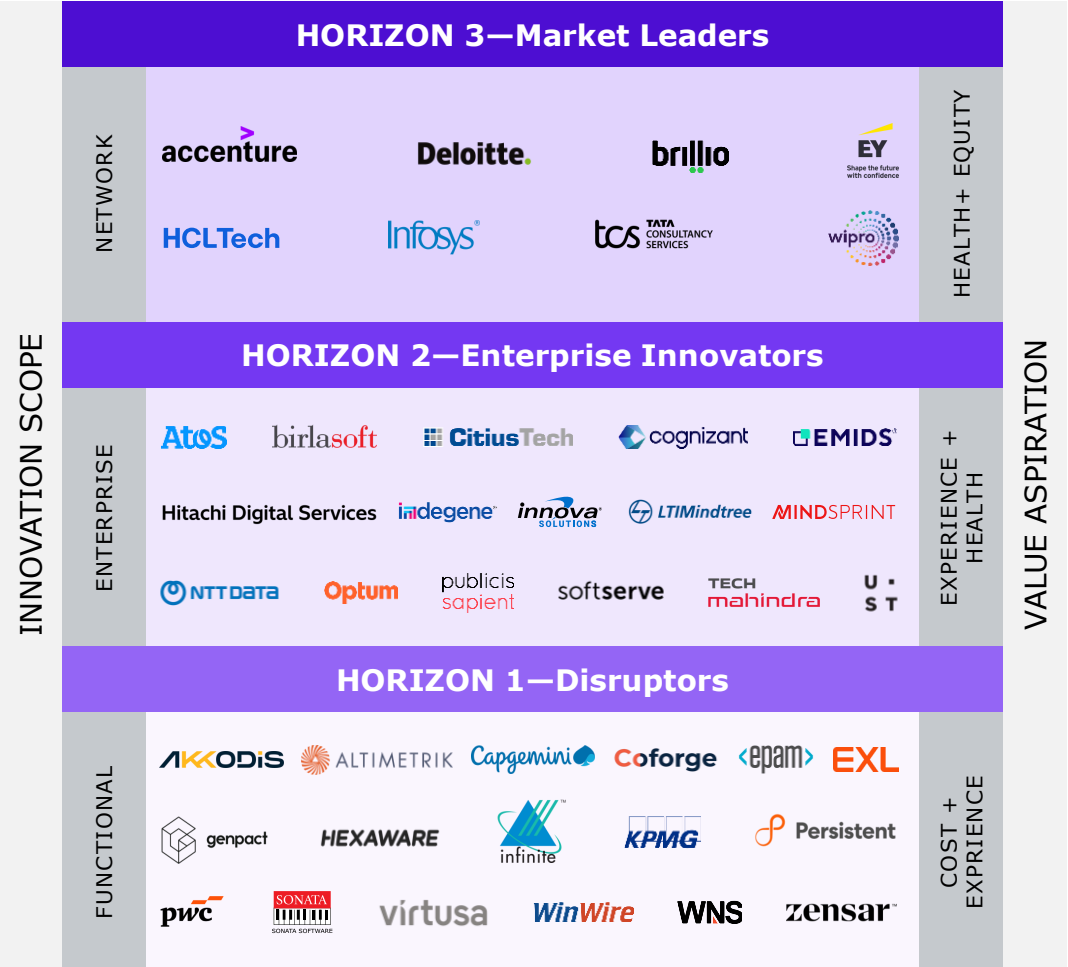 HORIZON 3—Market Leaders
NETWORK
accenture
Deloitte.
brillio
EY
Shape the future
with confidence
HCLTech
Infosys®
tcs
TATA
CONSULTANCY
SERVICES
wipro
HEALTH+ EQUITY
INNOVATION SCOPE
HORIZON 2—Enterprise Innovators
VALUE ASPIRATION
ENTERPRISE
Atos
birlasoft
CitiusTech
cognizant
EMIDS
Hitachi Digital Services
indegene™
innova
SOLUTIONS
LTIMindtree
MINDSPRINT
NTT DATA
Optum
publicis
sapient
softserve
TECH
mahindra
U
ST
EXPERIENCE +
HEALTH
HORIZON 1—Disruptors
FUNCTIONAL
AKKODIS
ALTIMETRIK
Capgemini
Coforge
<epam>
EXL
genpact
HEXAWARE
infinite
™
KPMG
Persistent
pwc
SONATA
SONATA SOFTWARE
virtusa
WinWire
WNS
zensar™
COST +
EXPRIENCE